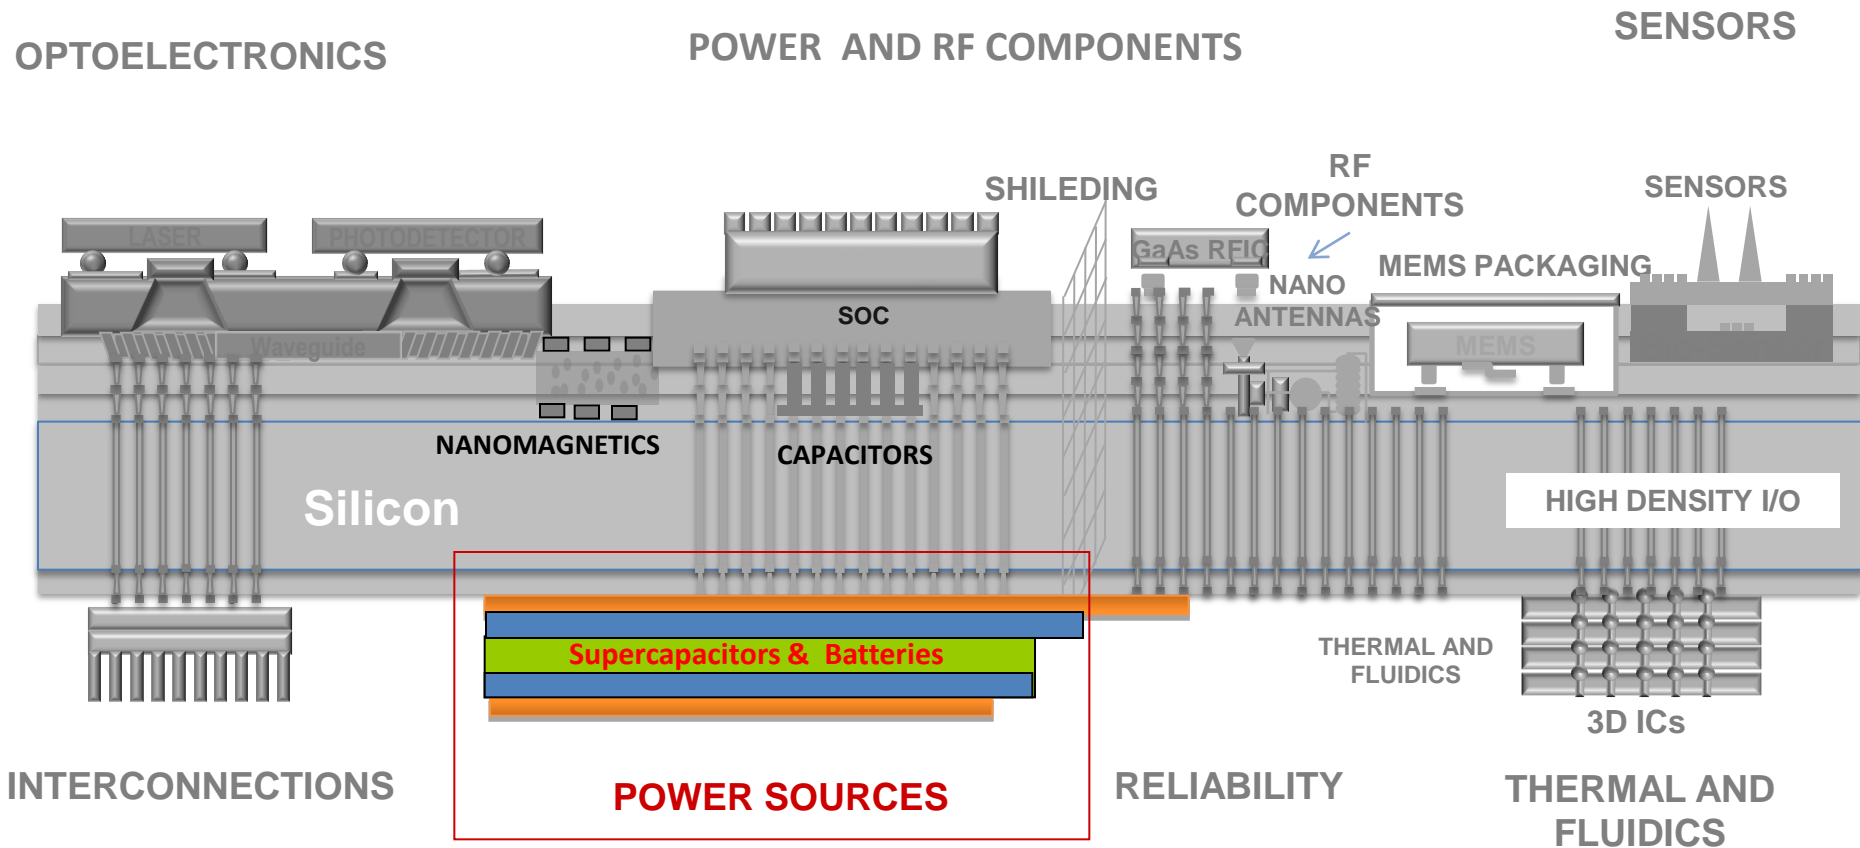 OPTOELECTRONICS
POWER AND RF COMPONENTS
SENSORS
SHILEDING
RF
COMPONENTS
SENSORS
LASER
PHOTODETECTOR
GaAs RFIC
MEMS PACKAGING
NANO
ANTENNAS
SOC
Waveguide
MEMS
NANOMAGNETICS
CAPACITORS
Silicon
HIGH DENSITY I/O
Supercapacitors & Batteries
THERMAL AND
FLUIDICS
3D ICs
INTERCONNECTIONS
POWER SOURCES
RELIABILITY
THERMAL AND
FLUIDICS